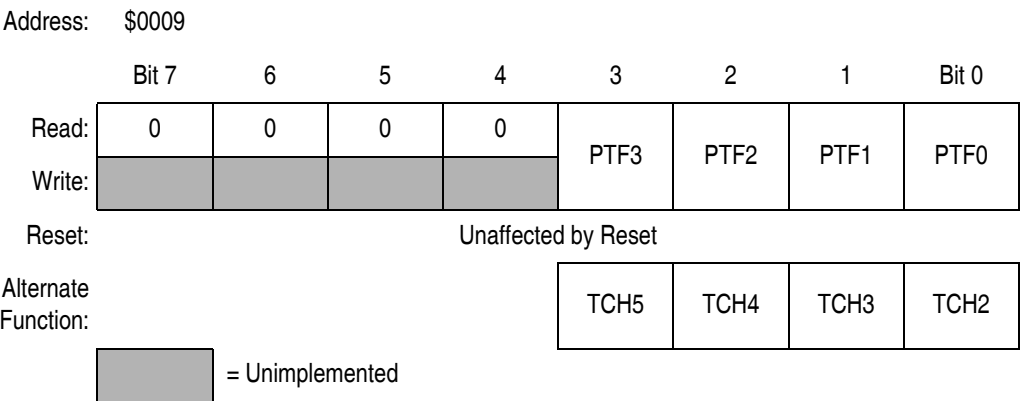 Address: $0009
Bit 7 6 5 4 3 2 1 Bit 0
Read: 0 0 0 0 PTF3 PTF2 PTF1 PTF0
Write:
Reset: Unaffected by Reset
Alternate
Function: TCH5 TCH4 TCH3 TCH2
= Unimplemented